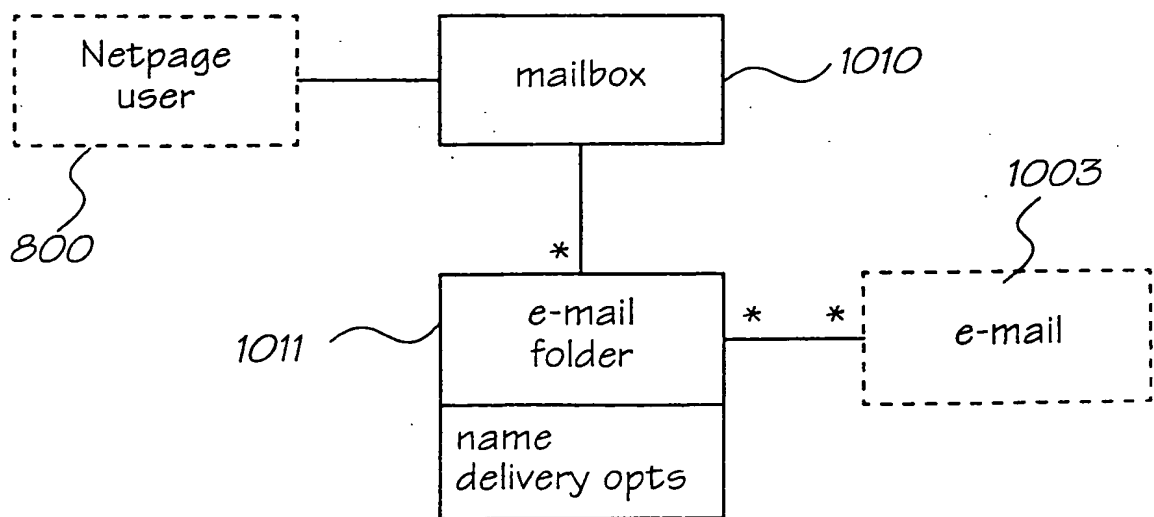 Netpage
user
mailbox
1010
800
1003
*
e-mail
folder
* *
e-mail
1011
name
delivery opts